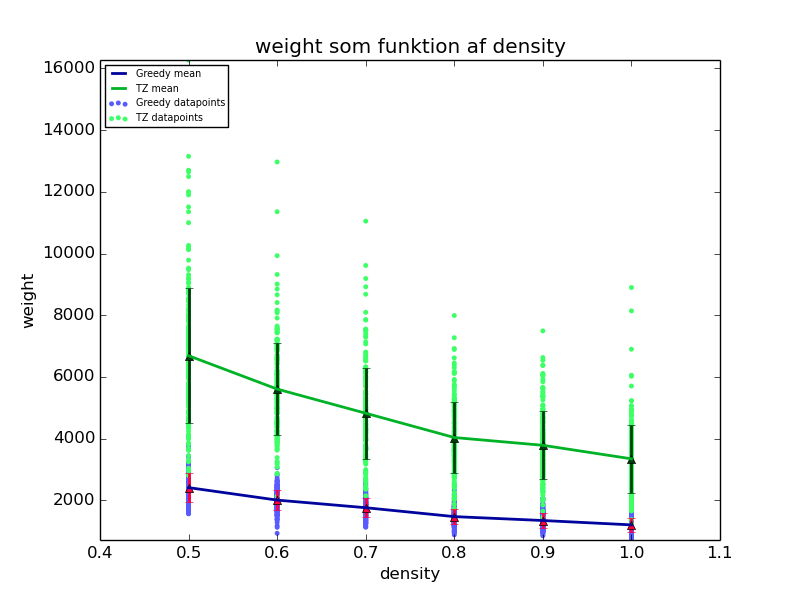 weight som funktion af density
16000
14000
12000
10000
8000
6000
4000
2000
weight
Greedy mean
TZ mean
Greedy datapoints
TZ datapoints
0.4 0.5 0.6 0.7 0.8 0.9 1.0 1.1
density